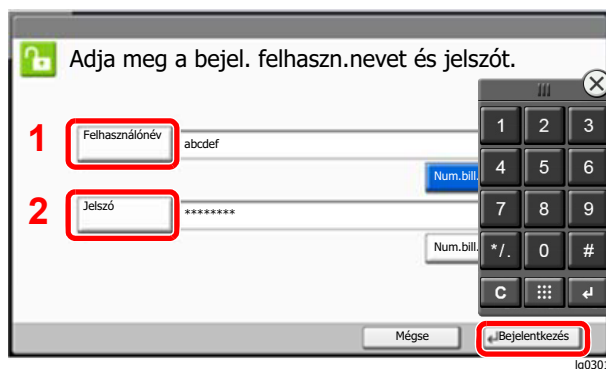 Adja meg a bejel. felhaszn.nevet és jelszót.
1
Felhasználónév
abcdef
Num.bill.
2
Jelszó
********
Num.bill.
1 2 3
4 5 6
7 8 9
*/. 0 #
C
Mégse
Bejelentkezés
lg0301